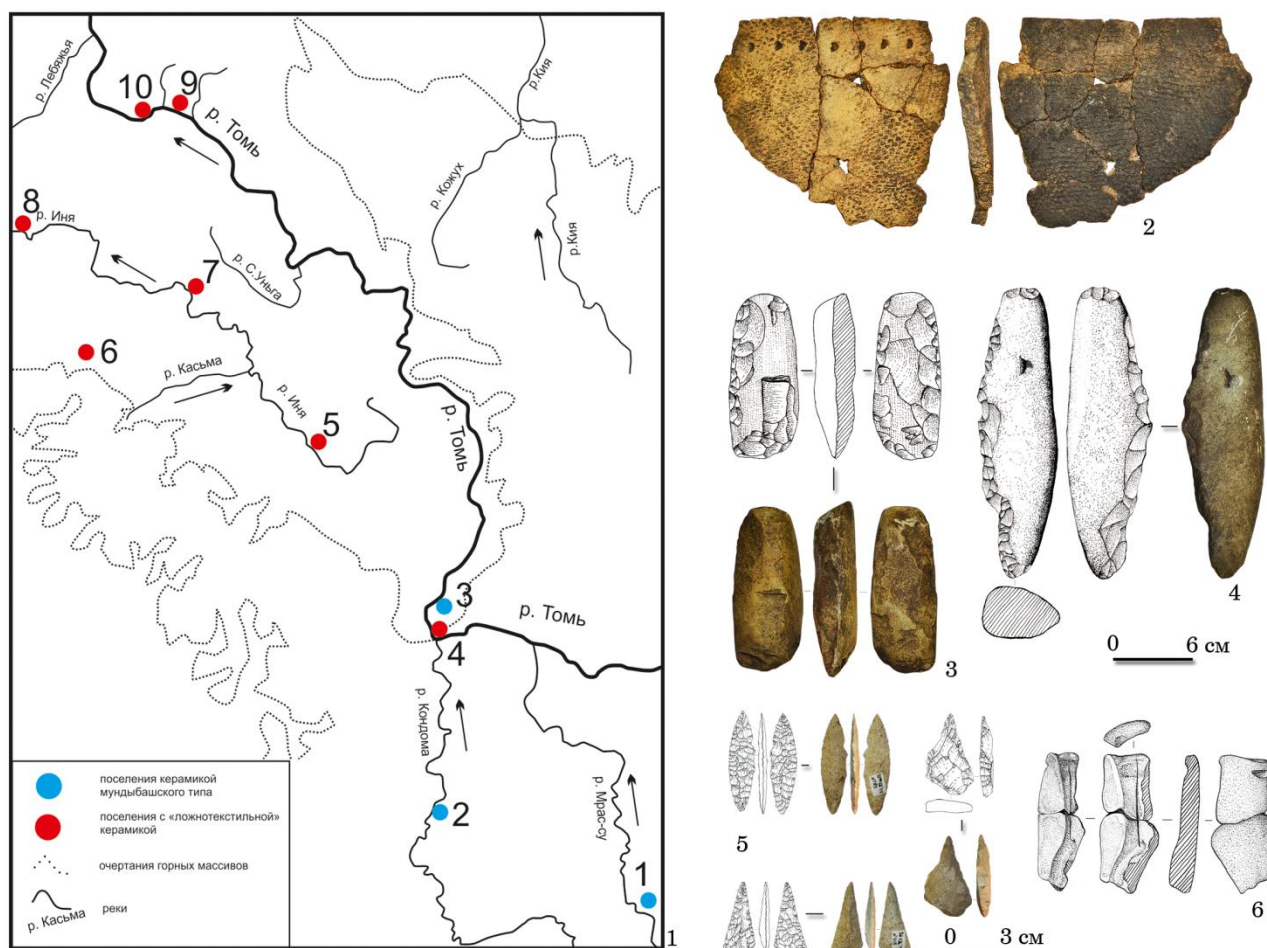 р. Лебяжья
10
9
р. Томь
р.Кия
р. Кожух
р.Кия
8
р. Иня
7
р. С.Уньга
6
р. Касьма
р. Иня
5
р. Томь
3
4
р. Томь
р. Кондома
2
р. Мрас-су
1
поселения керамикой
мундыбашского типа
поселения с «ложнотекстильной»
керамикой
очертания горных массивов
реки
р. Касьма
1
2
3
4
0 6 см
5
6
0 3 см